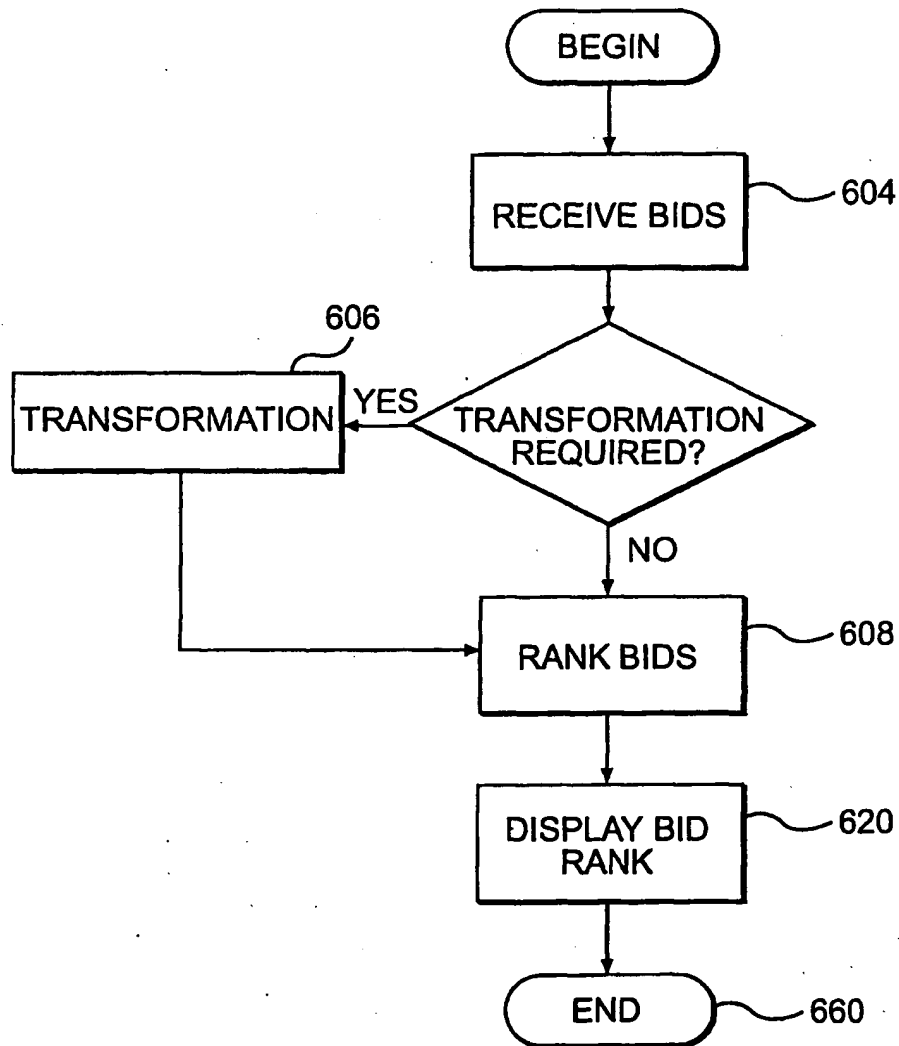 BEGIN
RECEIVE BIDS
604
606
TRANSFORMATION
YES
TRANSFORMATION
REQUIRED?
NO
RANK BIDS
608
DISPLAY BID
RANK
620
END
660